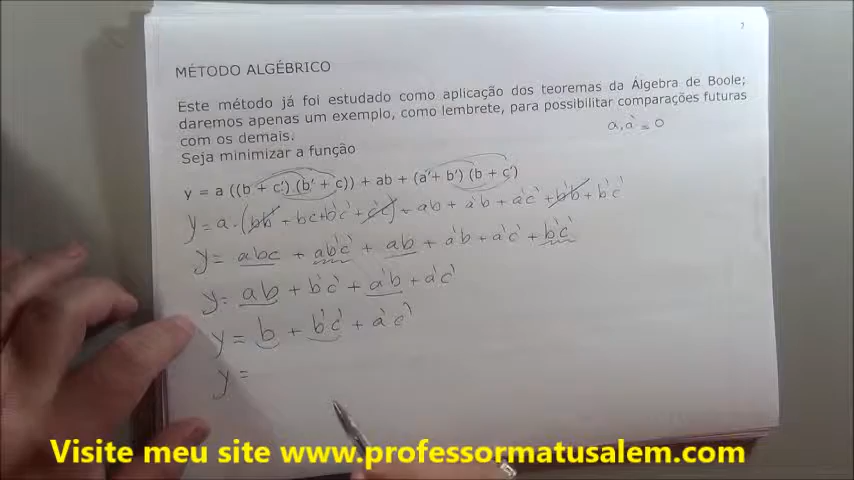 7
MÉTODO ALGÉBRICO
Este método já foi estudado como aplicação dos teoremas da Álgebra de Boole;
daremos apenas um exemplo, como lembrete, para possibilitar comparações futuras
com os demais.
a.a' = 0
Seja minimizar a função
y = a ((b + c') (b' + c)) + ab + (a' + b') (b + c')
y = a . (bb' + bc + b'c' + c'c) + ab + a'b + a'c' + b'b + b'c'
y = abc + ab'c' + ab + a'b + a'c' + b'c'
y = ab + b'c' + a'b + a'c'
y = b + b'c' + a'c'
y =
Visite meu site www.professormatusalem.com